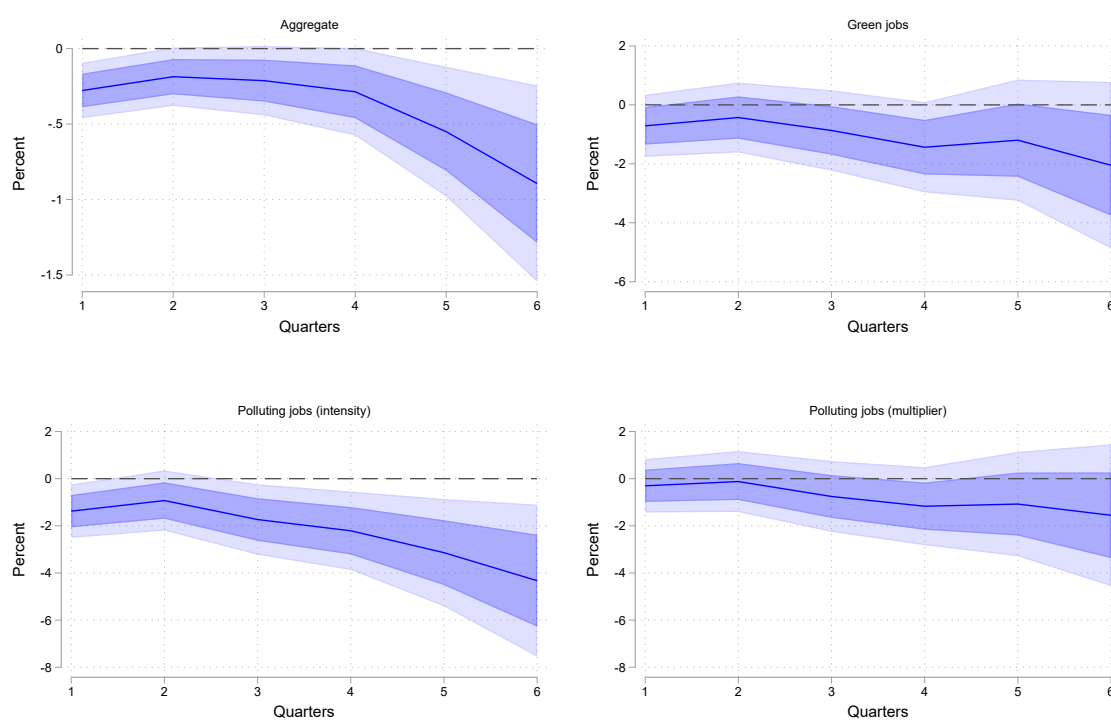 Aggregate
0
-.5
-1
-1.5
Percent
1 2 3 4 5 6
Quarters
Green jobs
2
0
-2
-4
-6
Percent
1 2 3 4 5 6
Quarters
Polluting jobs (intensity)
2
0
-2
-4
-6
-8
Percent
1 2 3 4 5 6
Quarters
Polluting jobs (multiplier)
2
0
-2
-4
-6
-8
Percent
1 2 3 4 5 6
Quarters